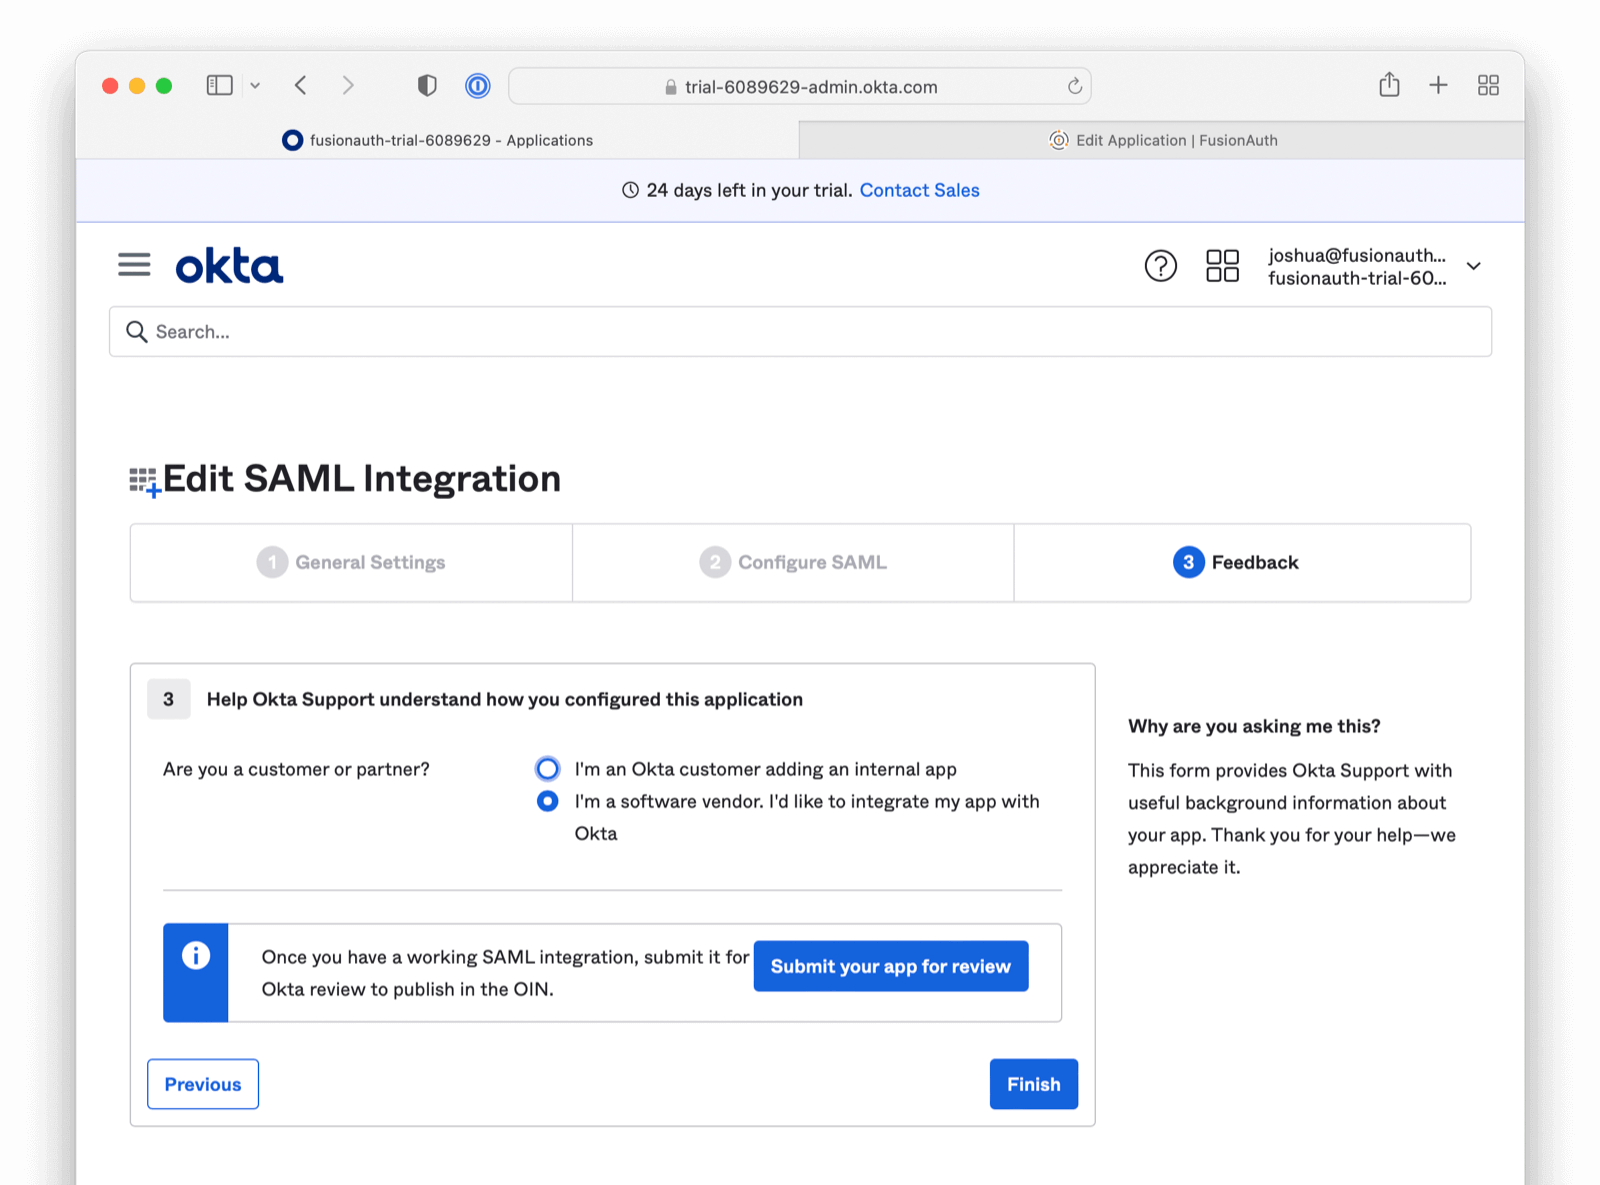 trial-6089629-admin.okta.com
fusionauth-trial-6089629 - Applications
Edit Application | FusionAuth
24 days left in your trial. Contact Sales
okta
joshua@fusionauth...
fusionauth-trial-60...
Search...
Edit SAML Integration
1 General Settings
2 Configure SAML
3 Feedback
3 Help Okta Support understand how you configured this application
Are you a customer or partner?
I'm an Okta customer adding an internal app
I'm a software vendor. I'd like to integrate my app with
Okta
Once you have a working SAML integration, submit it for
Okta review to publish in the OIN.
Submit your app for review
Previous
Finish
Why are you asking me this?
This form provides Okta Support with
useful background information about
your app. Thank you for your help—we
appreciate it.